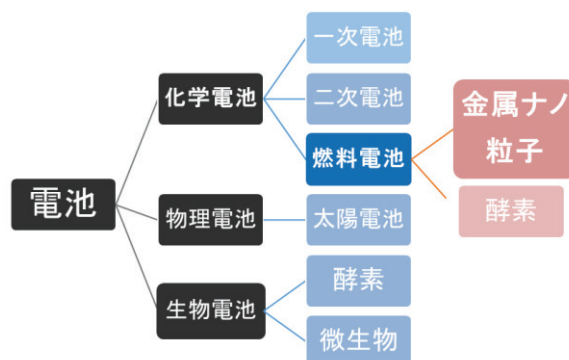 電池
化学電池
物理電池
生物電池
一次電池
二次電池
燃料電池
太陽電池
酵素
微生物
金属ナノ
粒子
酵素